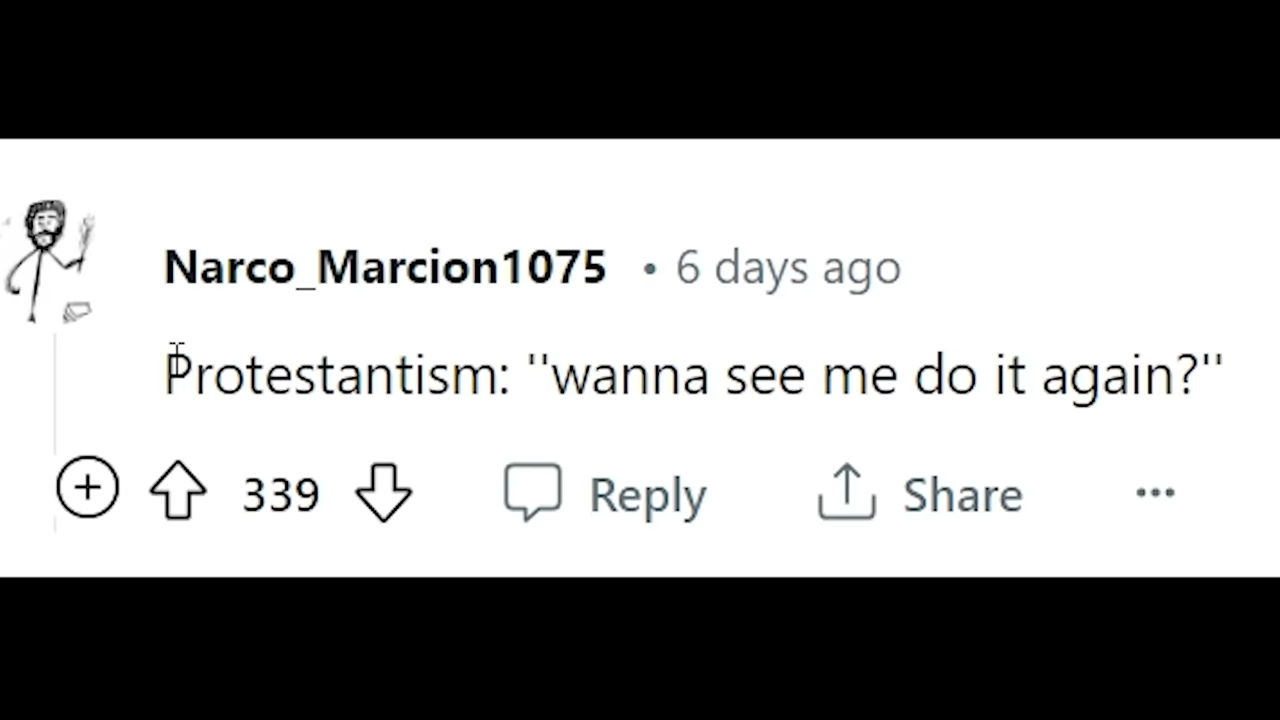 Narco_Marcion1075 • 6 days ago
Protestantism: ''wanna see me do it again?''
339 Reply Share ...